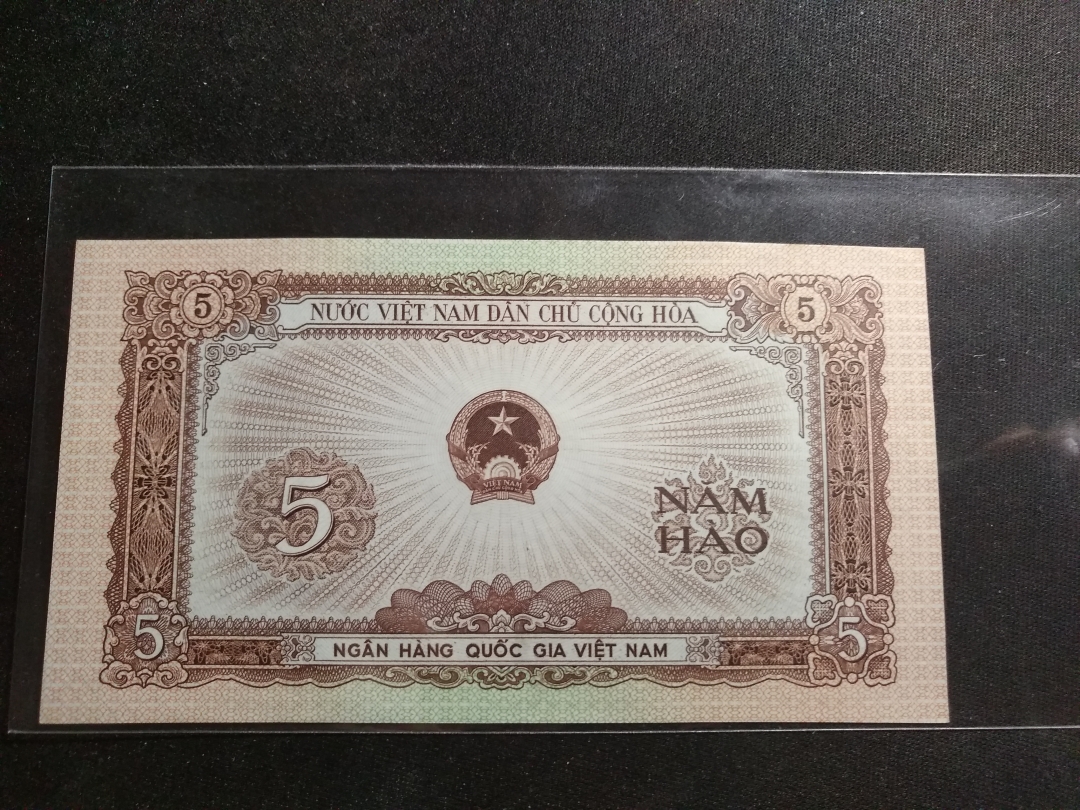 5
5
NƯỚC VIỆT NAM DÂN CHỦ CỘNG HÒA
VIỆT NAM
5
NĂM
HÀO
5
5
NGÂN HÀNG QUỐC GIA VIỆT NAM